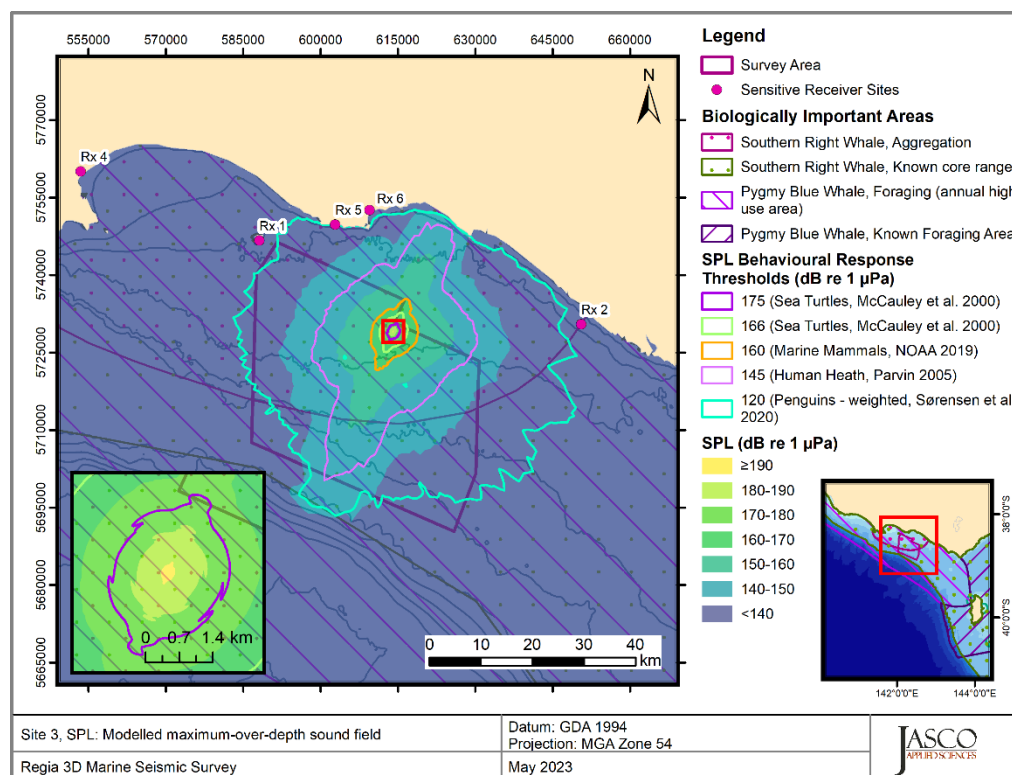 555000 570000 585000 600000 615000 630000 645000 660000
5770000
5755000
5740000
5725000
5710000
5695000
5680000
5665000
N
Rx 4
Rx 1
Rx 5
Rx 6
Rx 2
0 0.7 1.4 km
0 10 20 30 40
km
Legend
Survey Area
Sensitive Receiver Sites
Biologically Important Areas
Southern Right Whale, Aggregation
Southern Right Whale, Known core range
Pygmy Blue Whale, Foraging (annual high
use area)
Pygmy Blue Whale, Known Foraging Area
SPL Behavioural Response
Thresholds (dB re 1 µPa)
175 (Sea Turtles, McCauley et al. 2000)
166 (Sea Turtles, McCauley et al. 2000)
160 (Marine Mammals, NOAA 2019)
145 (Human Heath, Parvin 2005)
120 (Penguins - weighted, Sørensen et al
2020)
SPL (dB re 1 µPa)
≥190
180-190
170-180
160-170
150-160
140-150
<140
38°0'0"S
40°0'0"S
142°0'0"E 144°0'0"E
Site 3, SPL: Modelled maximum-over-depth sound field
Datum: GDA 1994
Projection: MGA Zone 54
Regia 3D Marine Seismic Survey
May 2023
JASCO
APPLIED SCIENCES